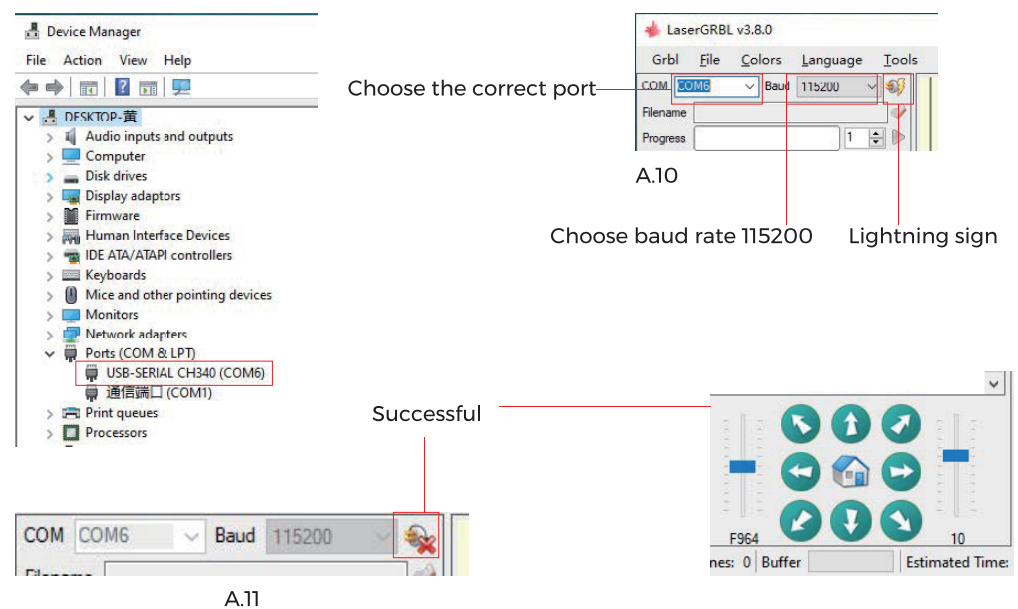 Device Manager
File Action View Help
DESKTOP-黄
Audio inputs and outputs
Computer
Disk drives
Display adaptors
Firmware
Human Interface Devices
IDE ATA/ATAPI controllers
Keyboards
Mice and other pointing devices
Monitors
Network adapters
Ports (COM & LPT)
USB-SERIAL CH340 (COM6)
通信端口 (COM1)
Print queues
Processors
Choose the correct port
LaserGRBL v3.8.0
Grbl File Colors Language Tools
COM COM6 Baud 115200
Filename
Progress 1
A.10
Choose baud rate 115200
Lightning sign
Successful
COM COM6 Baud 115200
Filename
A.11
F964 10
nes: 0 Buffer Estimated Time: